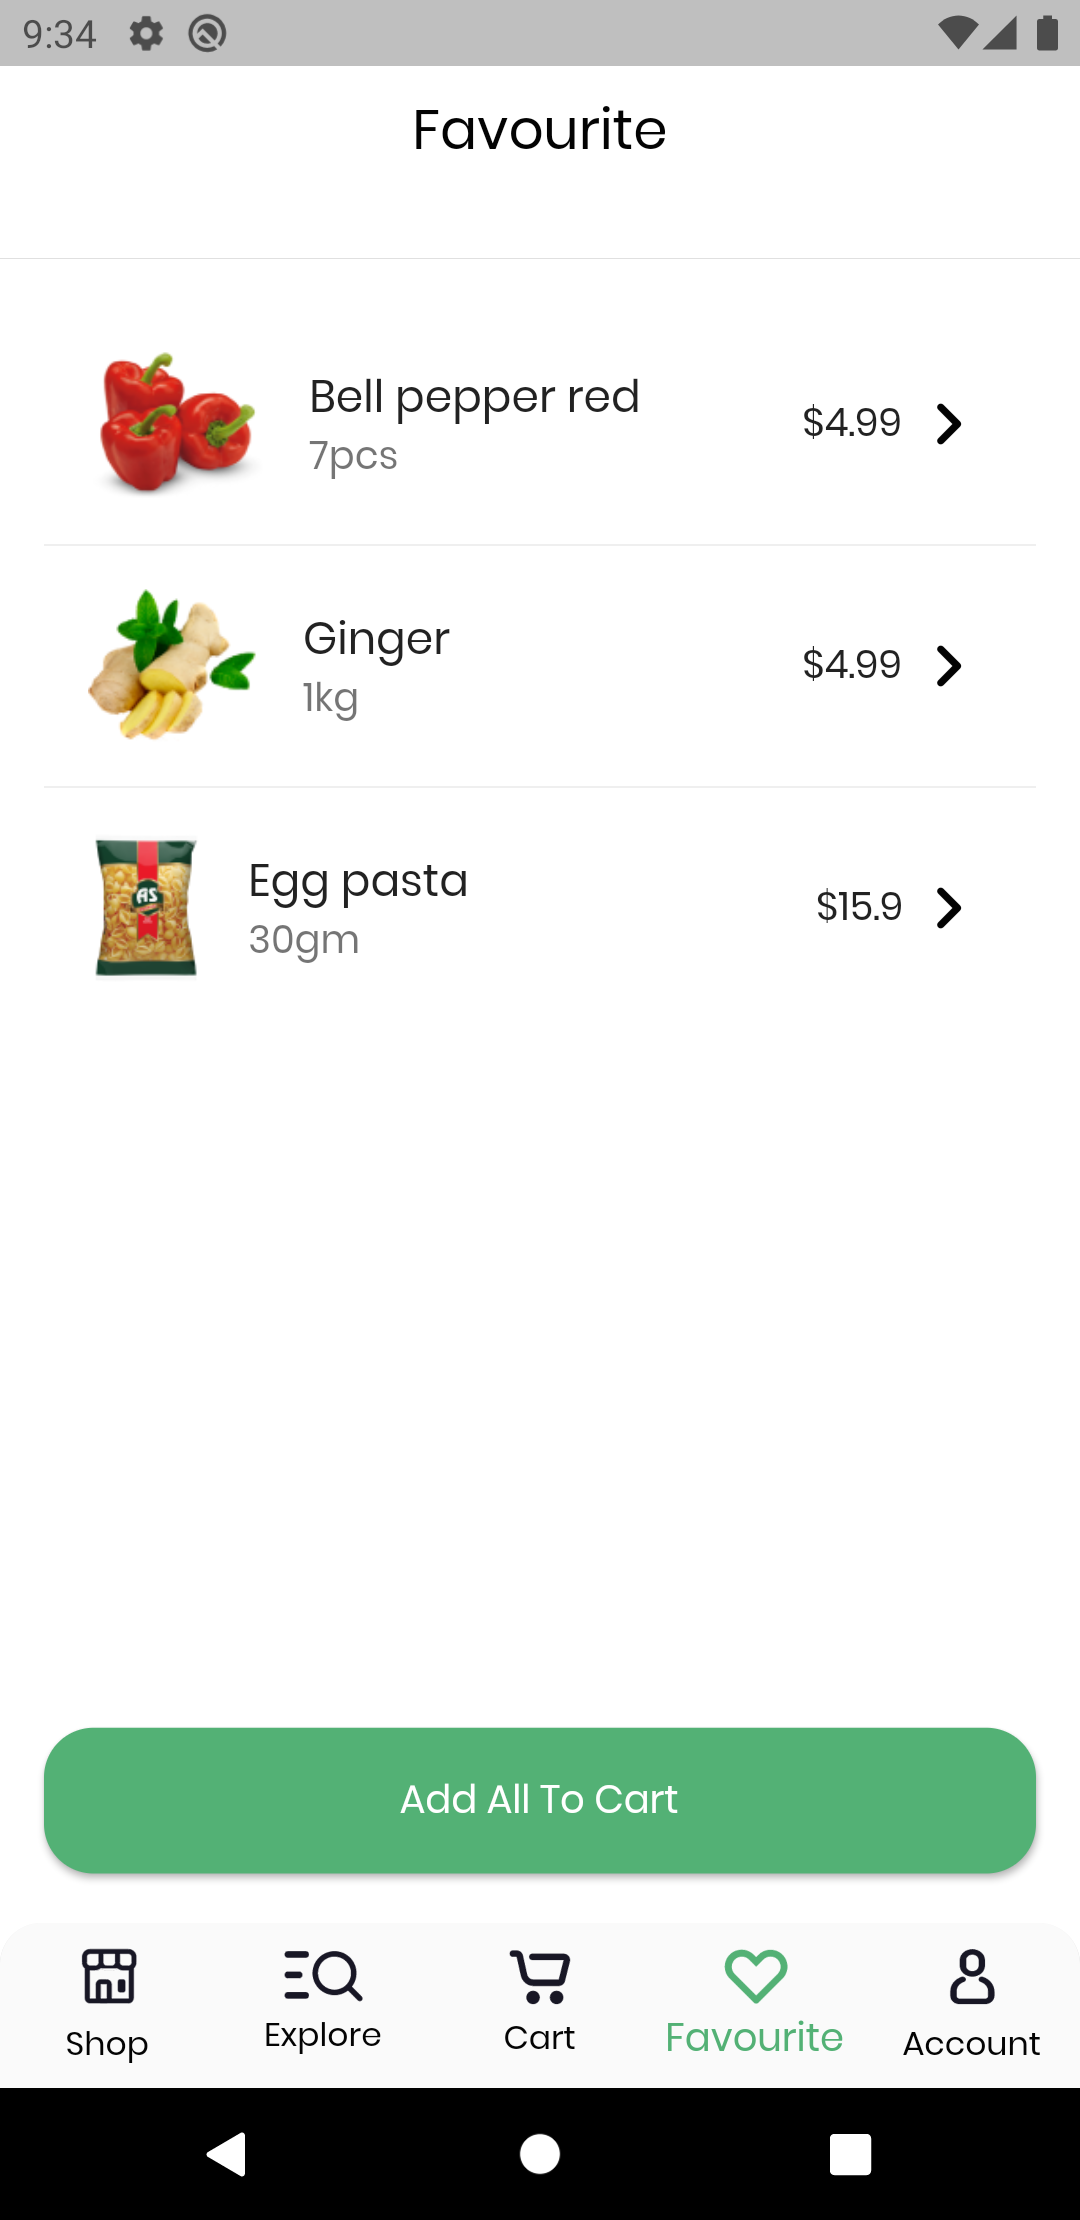 9:34
Favourite
Bell pepper red
7pcs
$4.99
Ginger
1kg
$4.99
AS
Egg pasta
30gm
$15.9
Add All To Cart
Shop
Explore
Cart
Favourite
Account